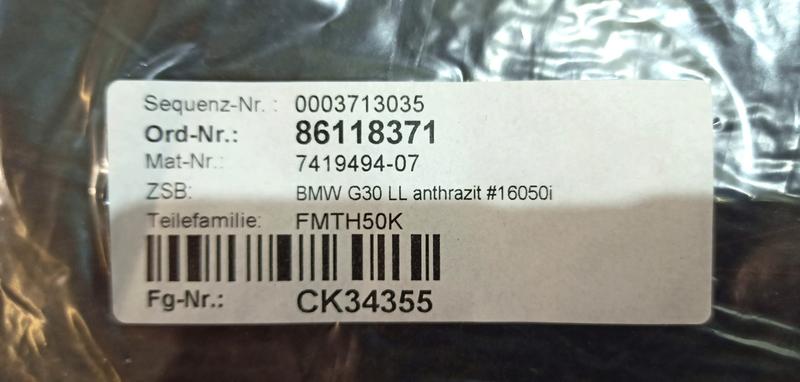 Sequenz-Nr. : 0003713035
Ord-Nr.: 86118371
Mat-Nr.: 7419494-07
ZSB: BMW G30 LL anthrazit #16050i
Teilefamilie: FMTH50K
Fg-Nr.: CK34355